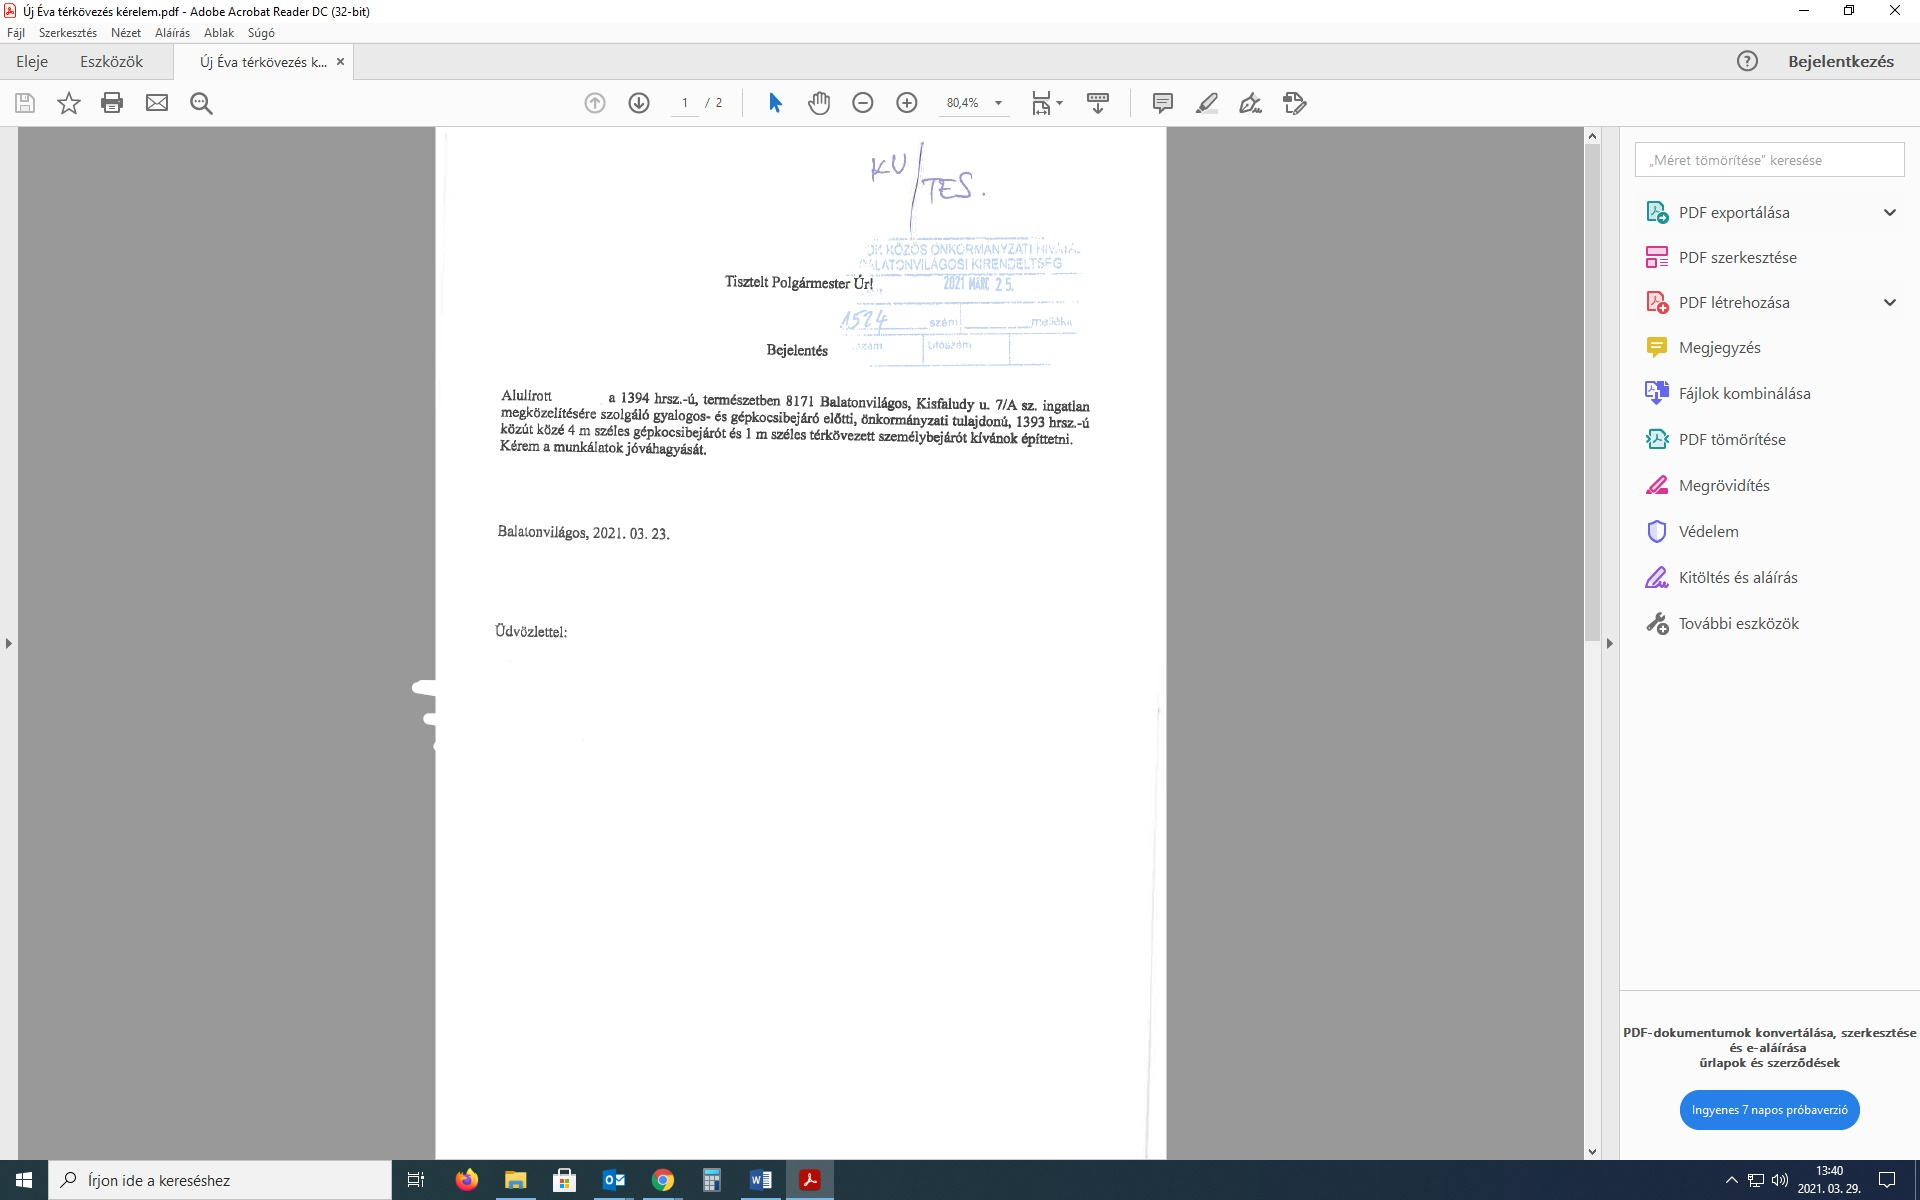 Új Éva térkövezés kérelem.pdf - Adobe Acrobat Reader DC (32-bit)
Fájl Szerkesztés Nézet Aláírás Ablak Súgó
Eleje Eszközök Új Éva térkövezés k... Bejelentkezés
1 / 2 80,4%
KU/TES.
KÖZÖS ÖNKORMÁNYZATI
BALATONVILÁGOSI KIRENDELTSÉG
Tisztelt Polgármester Úr!
2021 MÁRC 25.
1524 szám
Bejelentés
szám Utószám
Alulírott a 1394 hrsz.-ú, természetben 8171 Balatonvilágos, Kisfaludy u. 7/A sz. ingatlan
megközelítésére szolgáló gyalogos- és gépkocsibejáró előtti, önkormányzati tulajdonú, 1393 hrsz.-ú
közút közé 4 m széles gépkocsibejárót és 1 m széles térkövezett személybejárót kívánok építtetni.
Kérem a munkálatok jóváhagyását.
Balatonvilágos, 2021. 03. 23.
Üdvözlettel:
„Méret tömörítése" keresése
PDF exportálása
PDF szerkesztése
PDF létrehozása
Megjegyzés
Fájlok kombinálása
PDF tömörítése
Megrövidítés
Védelem
Kitöltés és aláírás
További eszközök
PDF-dokumentumok konvertálása, szerkesztése
és e-aláírása
űrlapok és szerződések
Ingyenes 7 napos próbaverzió
Írjon ide a kereséshez
13:40
2021. 03. 29.